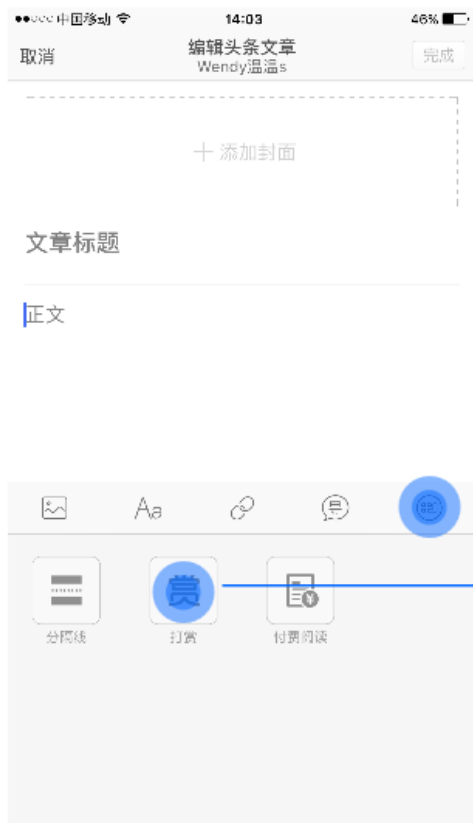 中国移动 14:03 46%
取消 编辑头条文章 完成
Wendy温温s
添加封面
文章标题
正文
Aa
赏
分隔线 打赏 付费阅读